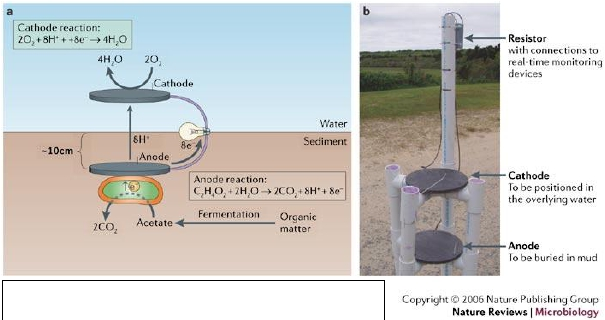 a
Cathode reaction:
2O₂+8H⁺++8e⁻→4H₂O
4H₂O 2O₂
Cathode
Water
Sediment
8H⁺
8e⁻
~10cm
Anode
Anode reaction:
C₂H₄O₂+2H₂O→2CO₂+8H⁺+8e⁻
2CO₂
Acetate
Fermentation
Organic
matter
b
Resistor
with connections to
real-time monitoring
devices
Cathode
To be positioned in
the overlying water
Anode
To be buried in mud
Copyright © 2006 Nature Publishing Group
Nature Reviews | Microbiology